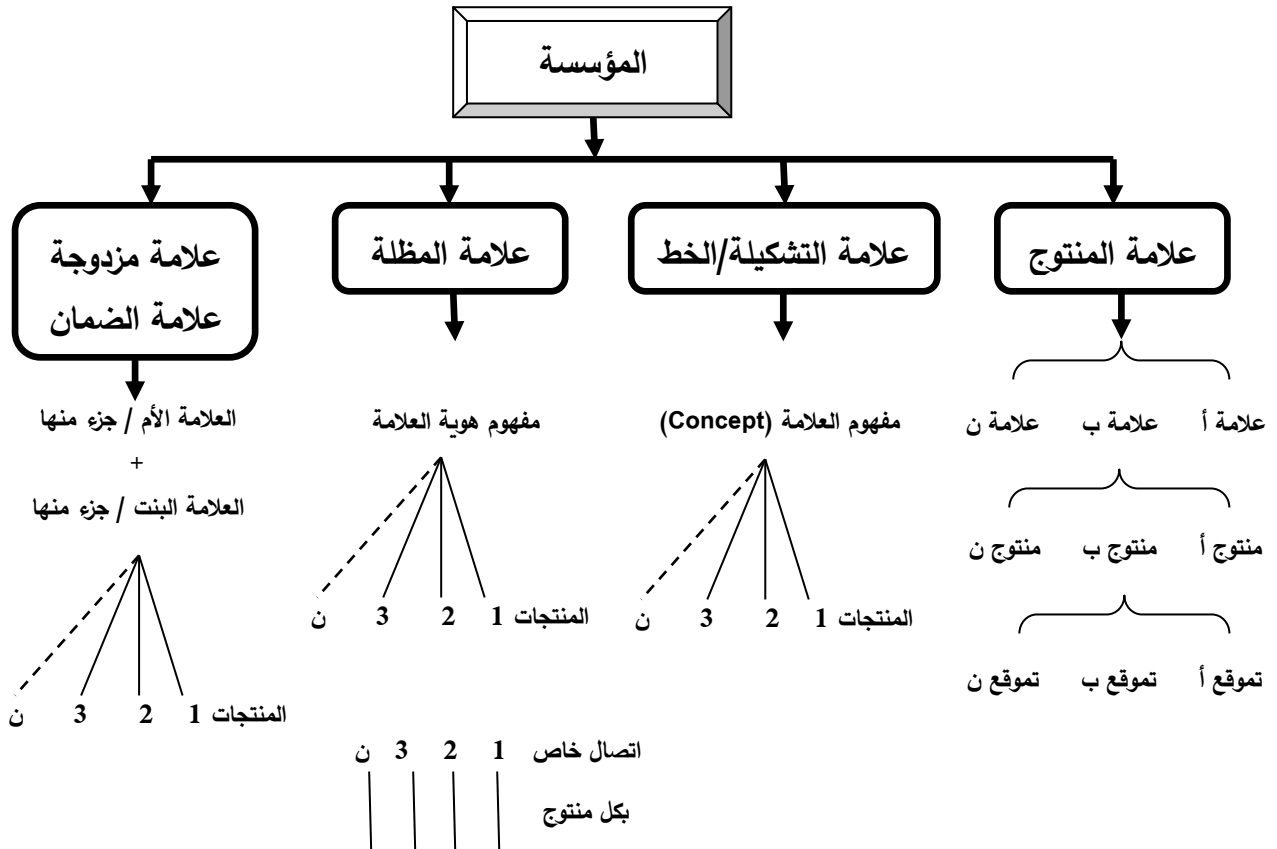 المؤسسة
علامة المنتوج
علامة التشكيلة/الخط
علامة المظلة
علامة مزدوجة
علامة الضمان
علامة أ علامة ب علامة ن
منتوج أ منتوج ب منتوج ن
تموقع أ تموقع ب تموقع ن
مفهوم العلامة (Concept)
المنتجات 1 2 3 ن
مفهوم هوية العلامة
المنتجات 1 2 3 ن
اتصال خاص 1 2 3 ن
بكل منتوج
العلامة الأم / جزء منها
+
العلامة البنت / جزء منها
المنتجات 1 2 3 ن